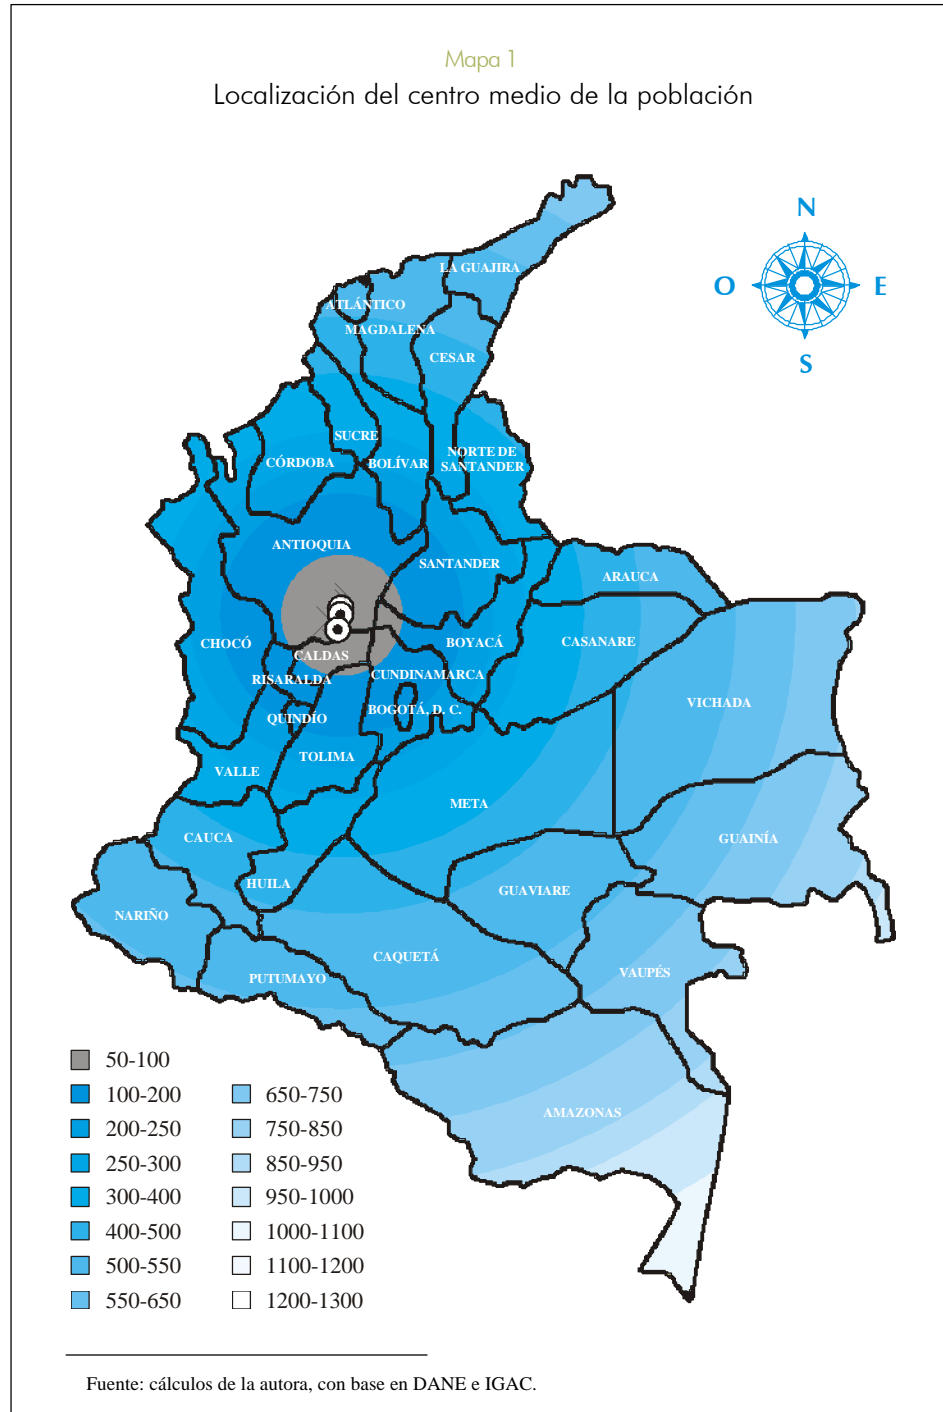 Mapa 1
Localización del centro medio de la población
N
O
E
S
LA GUAJIRA
ATLÁNTICO
MAGDALENA
CESAR
SUCRE
CÓRDOBA
BOLÍVAR
NORTE DE
SANTANDER
ANTIOQUIA
SANTANDER
ARAUCA
CHOCÓ
BOYACÁ
CASANARE
CALDAS
RISARALDA
CUNDINAMARCA
VICHADA
QUINDÍO
BOGOTÁ, D. C.
TOLIMA
VALLE
META
CAUCA
GUAINÍA
HUILA
GUAVIARE
NARIÑO
CAQUETÁ
VAUPÉS
PUTUMAYO
AMAZONAS
50-100
100-200
200-250
250-300
300-400
400-500
500-550
550-650
650-750
750-850
850-950
950-1000
1000-1100
1100-1200
1200-1300
Fuente: cálculos de la autora, con base en DANE e IGAC.